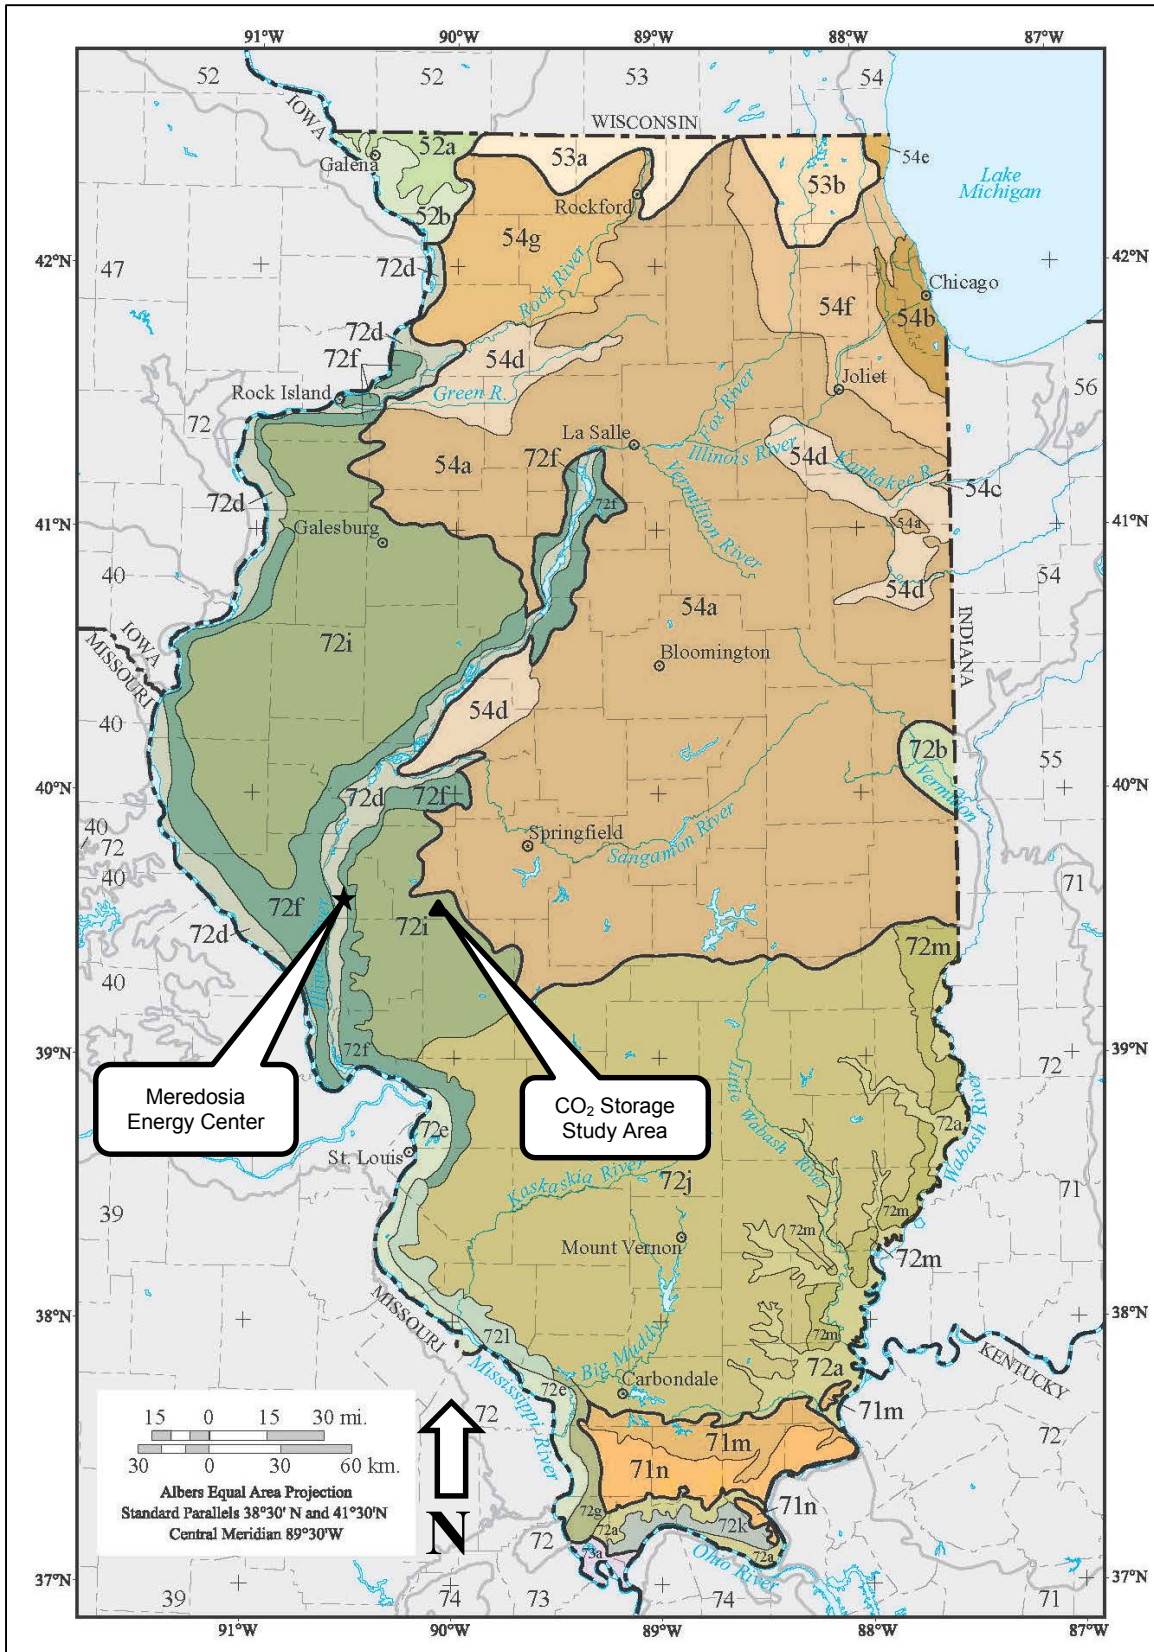 91°W 90°W 89°W 88°W 87°W
52 52 53 54
IOWA
WISCONSIN
52a 53a 54e
Galena
53b
Lake
Michigan
Rockford
52b
54g
42°N 42°N
47 72d
Rock River
Chicago
54f 54b
72d
72f 54d
Joliet
Rock Island Green R. 56
72
Fox River
La Salle
Illinois River
54a 72f 54d
Kankakee R.
72d 72f 54c
Vermillion River
41°N 41°N
Galesburg 54a
40 54d 54
54a
INDIANA
IOWA
MISSOURI
72i
Bloomington
40 54d
72b 55
Vermilion
40°N 40°N
72d 72f
40
72
40
Springfield
Sangamon River
71
72f
72d 72i
72m
40
Illinois River
39°N 39°N
72f 72
Meredosia
Energy Center
CO₂ Storage
Study Area
Little Wabash River
Wabash River
72e 72a
St. Louis
Kaskaskia River
72j 71
39
72m
72m
Mount Vernon
72m
MISSOURI
38°N 38°N
72l 72m
KENTUCKY
Big Muddy
72a
Mississippi River
72e
Carbondale
71m
72 71m 72
71n
71n
72g
72a 72k
72 72a
73a
Ohio River
15 0 15 30 mi.
30 0 30 60 km.
Albers Equal Area Projection
Standard Parallels 38°30' N and 41°30'N
Central Meridian 89°30'W
N
37°N 37°N
39 74 73 74 71
91°W 90°W 89°W 88°W 87°W